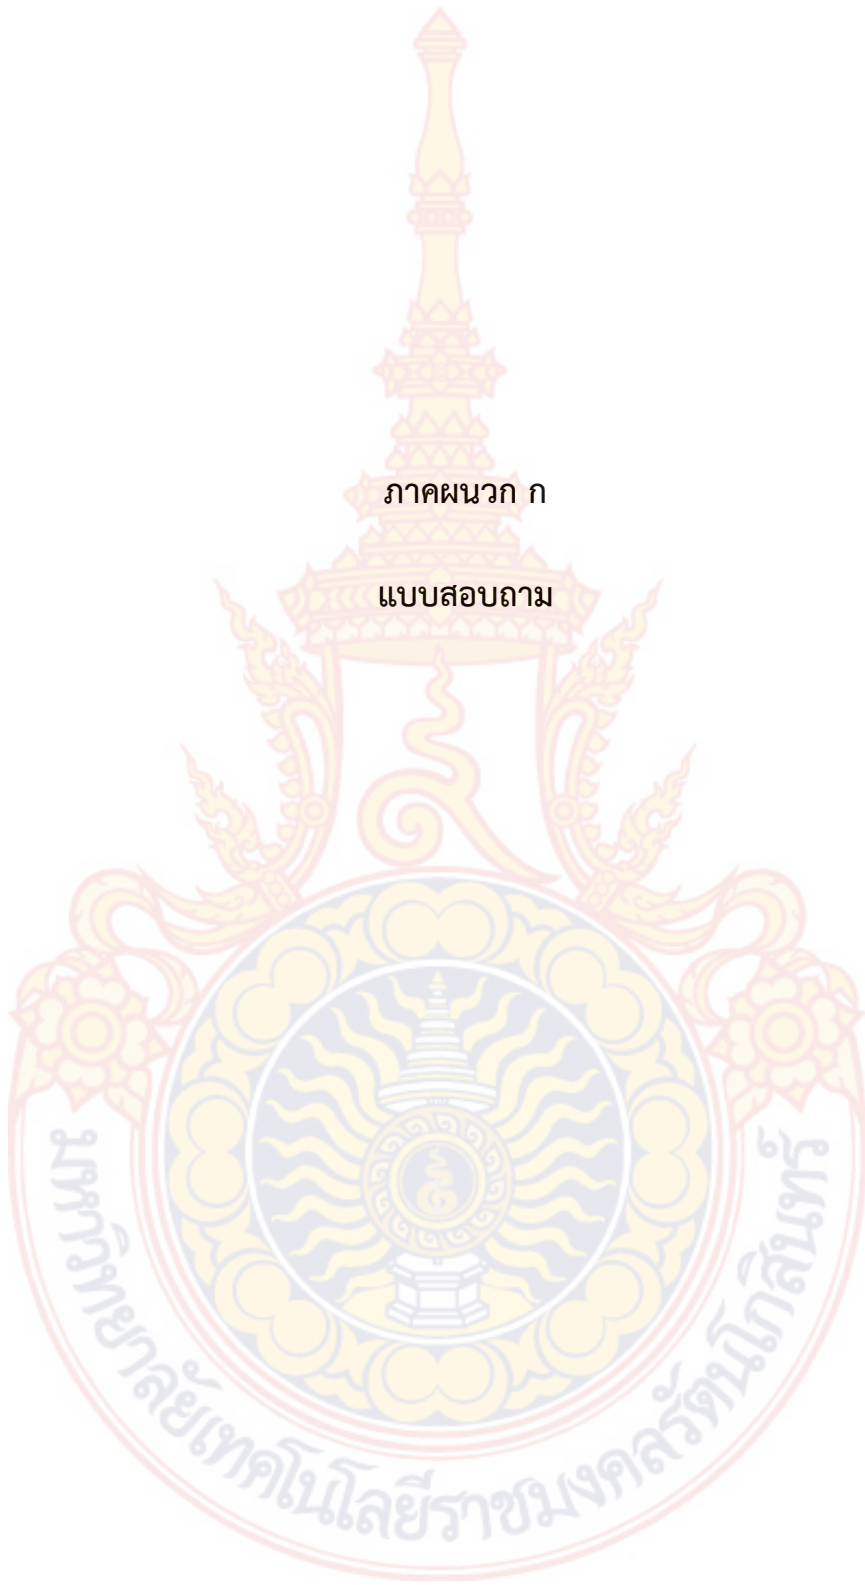 ภาคผนวก ก
แบบสอบถาม
มหาวิทยาลัยเทคโนโลยีราชมงคลรัตนโกสินทร์